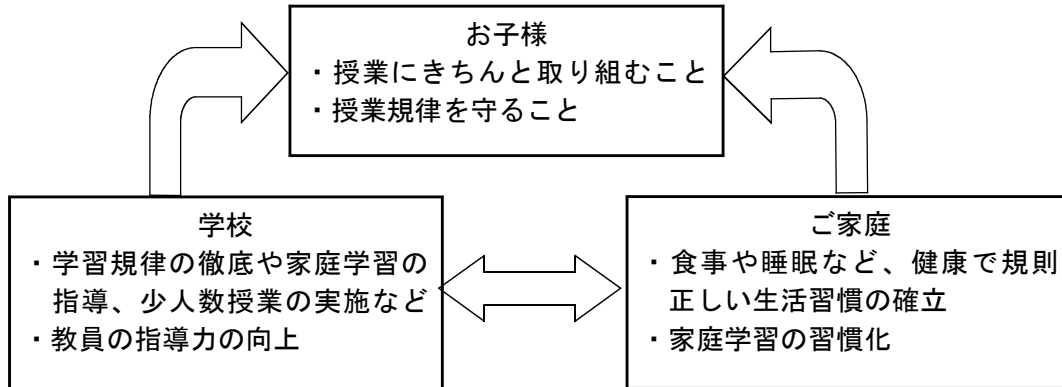 お子様
・授業にきちんと取り組むこと
・授業規律を守ること
学校
・学習規律の徹底や家庭学習の
指導、少人数授業の実施など
・教員の指導力の向上
ご家庭
・食事や睡眠など、健康で規則
正しい生活習慣の確立
・家庭学習の習慣化